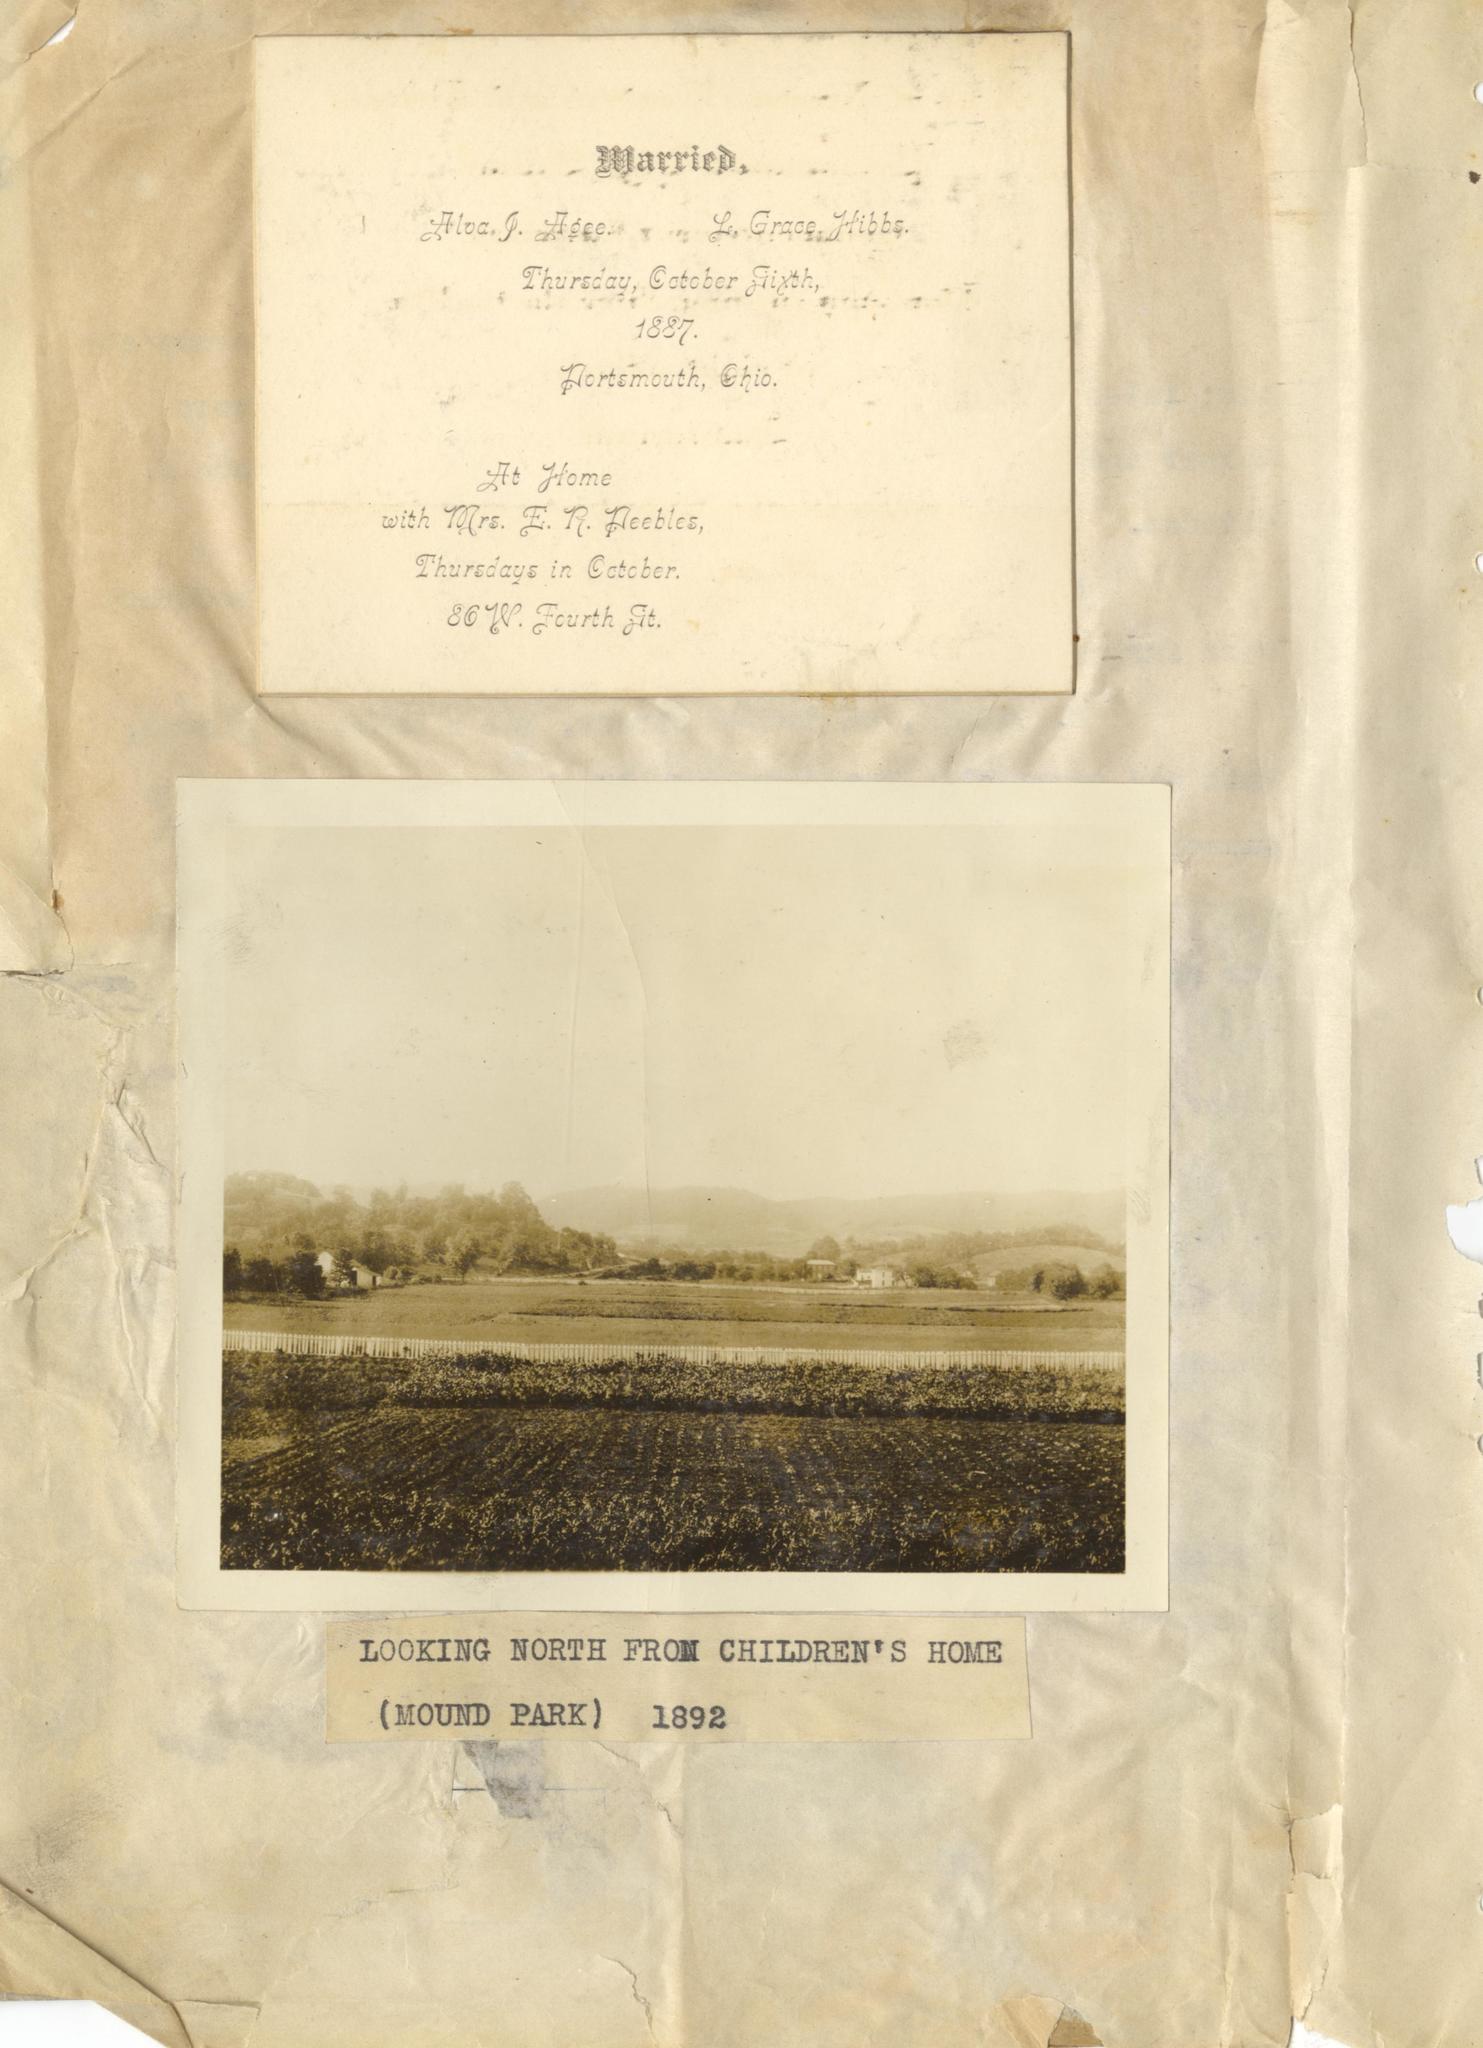 Married,
Alva. J. Agee. L. Grace Hibbs.
Thursday, October Sixth,
1887.
Portsmouth, Ohio.
At Home
with Mrs. E. R. Peebles,
Thursdays in October.
86 W. Fourth St.
LOOKING NORTH FROM CHILDREN'S HOME
(MOUND PARK) 1892